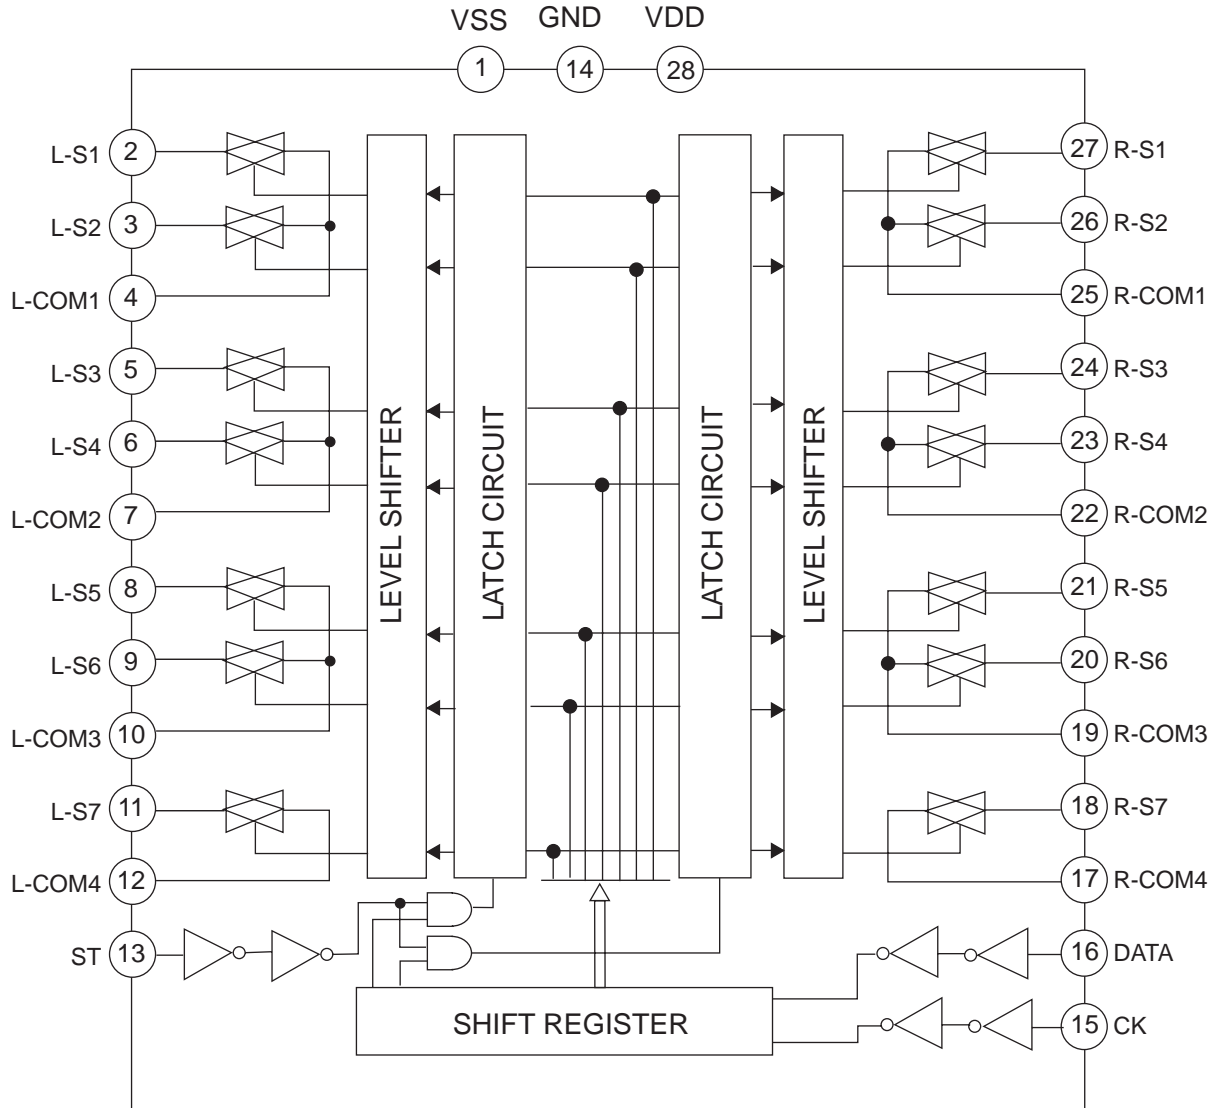 VSS GND VDD
1 14 28
L-S1 2
27 R-S1
L-S2 3
26 R-S2
L-COM1 4
25 R-COM1
L-S3 5
24 R-S3
L-S4 6
23 R-S4
L-COM2 7
22 R-COM2
L-S5 8
21 R-S5
L-S6 9
20 R-S6
L-COM3 10
19 R-COM3
L-S7 11
18 R-S7
L-COM4 12
17 R-COM4
LEVEL SHIFTER
LATCH CIRCUIT
LATCH CIRCUIT
LEVEL SHIFTER
ST 13
16 DATA
SHIFT REGISTER
15 CK